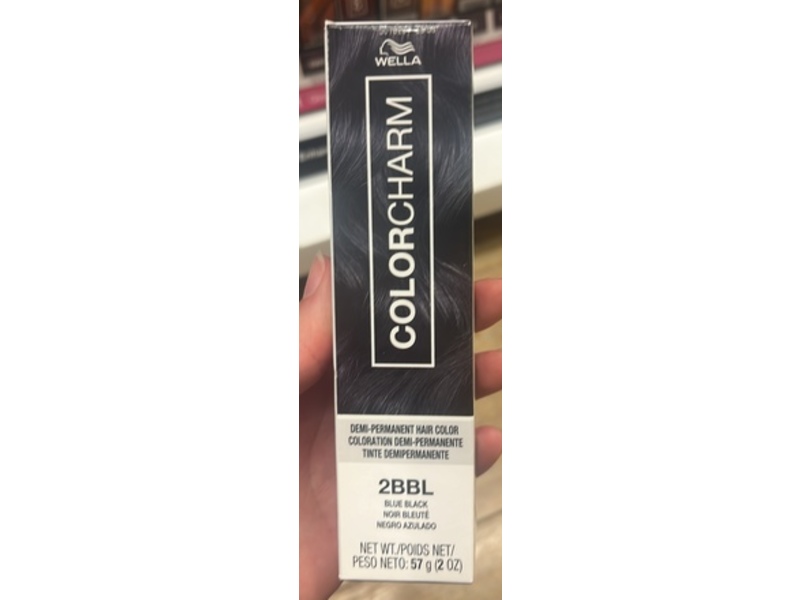 WELLA
COLORCHARM
DEMI-PERMANENT HAIR COLOR
COLORATION DEMI-PERMANENTE
TINTE DEMIPERMANENTE
2BBL
BLUE BLACK
NOIR BLEUTÉ
NEGRO AZULADO
NET WT./POIDS NET/
PESO NETO: 57 g (2 OZ)